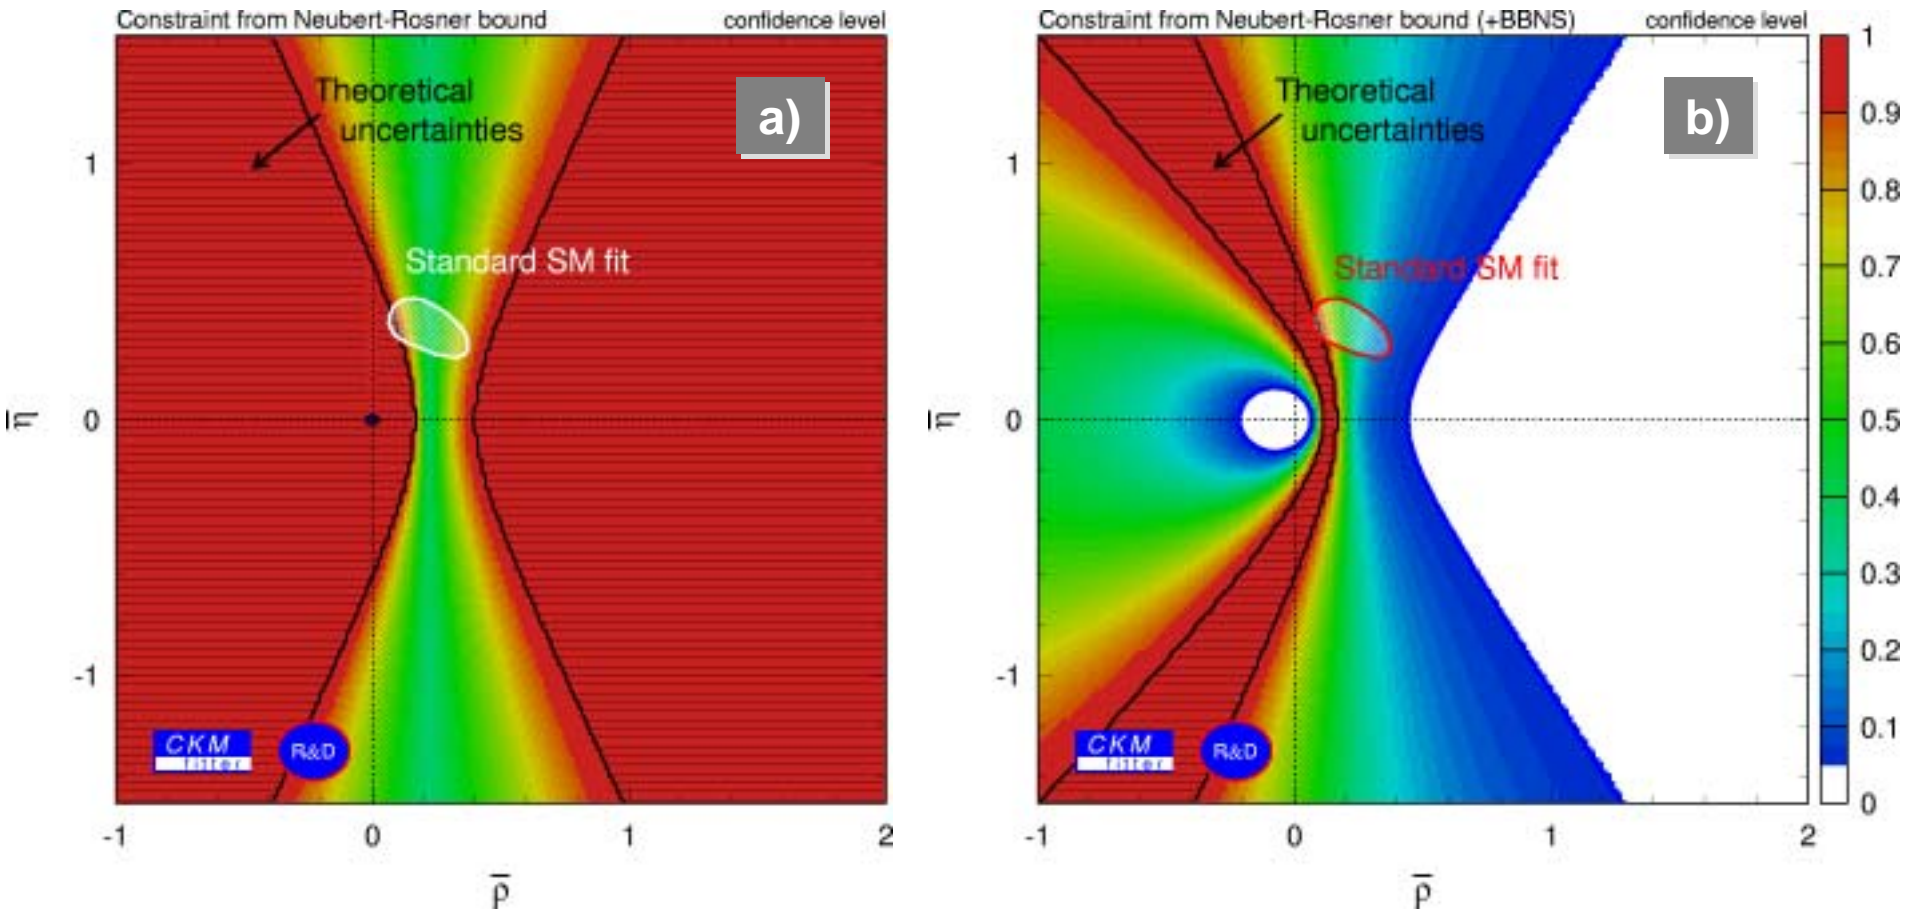 Constraint from Neubert-Rosner bound confidence level
a)
Theoretical
uncertainties
Standard SM fit
1
0
-1
η̅
CKM
fitter
R&D
-1 0 1 2
ρ̅
Constraint from Neubert-Rosner bound (+BBNS) confidence level
b)
Theoretical
uncertainties
Standard SM fit
1
0
-1
η̅
CKM
fitter
R&D
-1 0 1 2
ρ̅
1
0.9
0.8
0.7
0.6
0.5
0.4
0.3
0.2
0.1
0